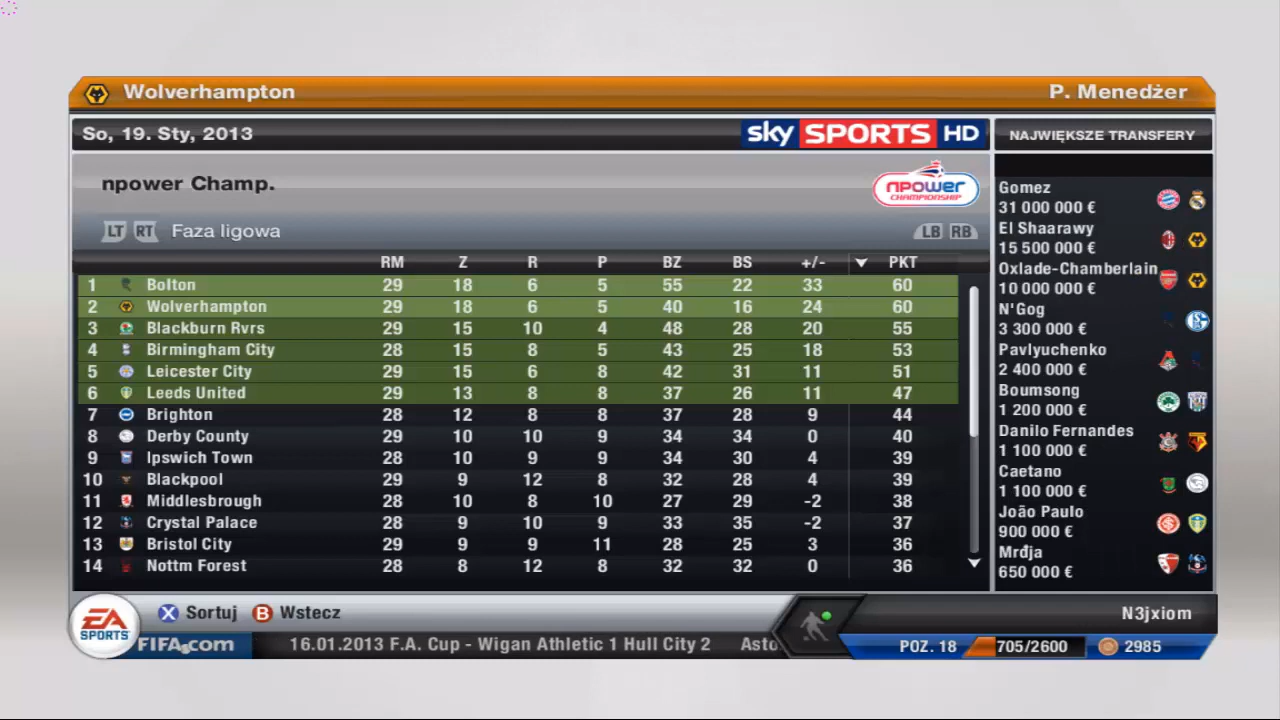 Wolverhampton P. Menedżer
So, 19. Sty, 2013 sky SPORTS HD NAJWIĘKSZE TRANSFERY
npower Champ. npower CHAMPIONSHIP
LT RT Faza ligowa LB RB
RM Z R P BZ BS +/- PKT
1 Bolton 29 18 6 5 55 22 33 60
2 Wolverhampton 29 18 6 5 40 16 24 60
3 Blackburn Rvrs 29 15 10 4 48 28 20 55
4 Birmingham City 28 15 8 5 43 25 18 53
5 Leicester City 29 15 6 8 42 31 11 51
6 Leeds United 29 13 8 8 37 26 11 47
7 Brighton 28 12 8 8 37 28 9 44
8 Derby County 29 10 10 9 34 34 0 40
9 Ipswich Town 28 10 9 9 34 30 4 39
10 Blackpool 29 9 12 8 32 28 4 39
11 Middlesbrough 28 10 8 10 27 29 -2 38
12 Crystal Palace 28 9 10 9 33 35 -2 37
13 Bristol City 29 9 9 11 28 25 3 36
14 Nottm Forest 28 8 12 8 32 32 0 36
Gomez
31 000 000 €
El Shaarawy
15 500 000 €
Oxlade-Chamberlain
10 000 000 €
N'Gog
3 300 000 €
Pavlyuchenko
2 400 000 €
Boumsong
1 200 000 €
Danilo Fernandes
1 100 000 €
Caetano
1 100 000 €
João Paulo
900 000 €
Mrđja
650 000 €
EA SPORTS X Sortuj B Wstecz N3jxiom
FIFA.com 16.01.2013 F.A. Cup - Wigan Athletic 1 Hull City 2 Asto POZ. 18 705/2600 2985